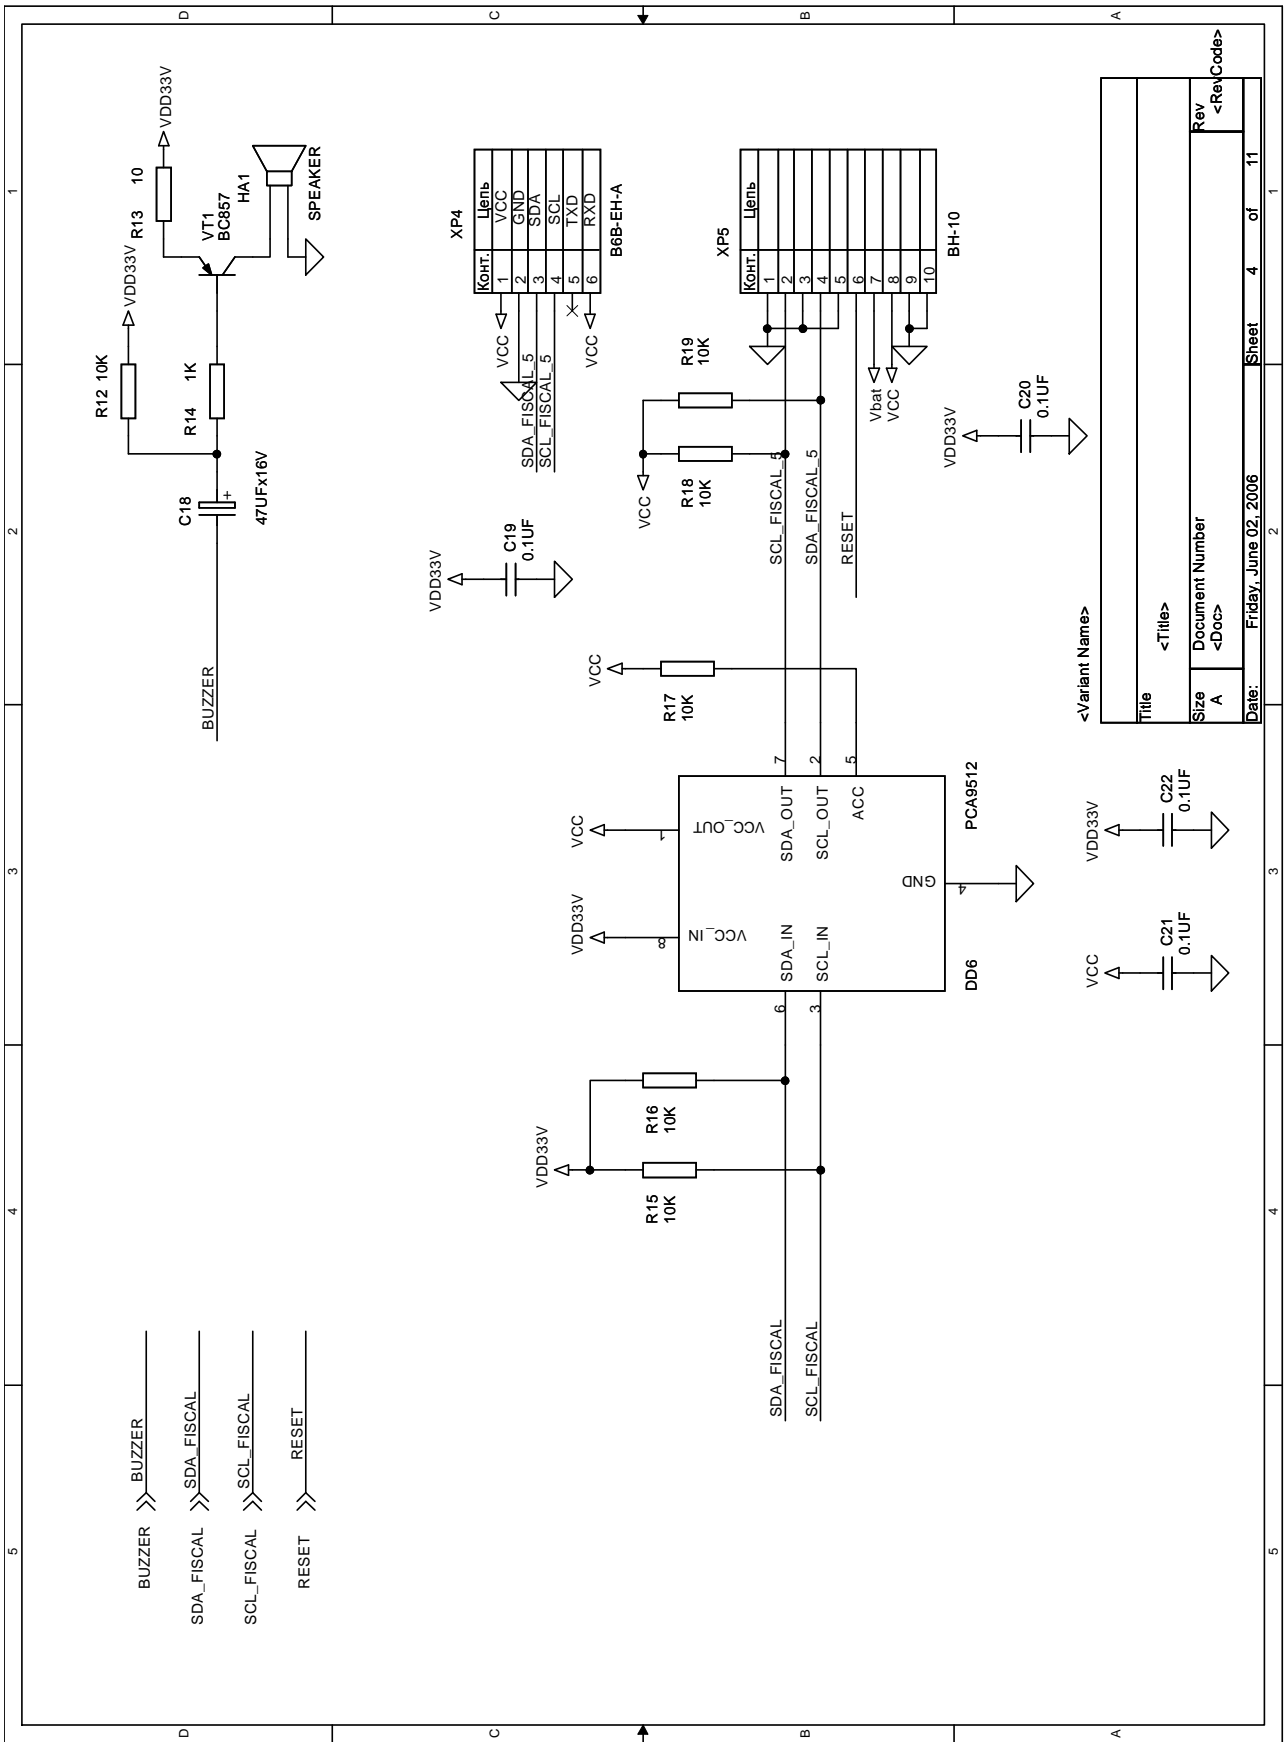 5
4
3
2
1
D
C
B
A
D
C
B
A
5
4
3
2
1
BUZZER
BUZZER
SDA_FISCAL
SDA_FISCAL
SCL_FISCAL
SCL_FISCAL
RESET
RESET
BUZZER
C18
47UFx16V
R12 10K
VDD33V
R14
1K
R13
10
VDD33V
VT1
BC857
HA1
SPEAKER
VDD33V
C19
0.1UF
XP4
Конт.
Цепь
1
VCC
2
GND
3
SDA
4
SCL
5
TXD
6
RXD
B6B-EH-A
VCC
SDA_FISCAL_5
SCL_FISCAL_5
VCC
VDD33V
R15
10K
R16
10K
SDA_FISCAL
SCL_FISCAL
6
SDA_IN
3
SCL_IN
VDD33V
8
VCC_IN
VCC
1
VCC_OUT
SDA_OUT
7
SCL_OUT
2
ACC
5
GND
4
DD6
PCA9512
VCC
R17
10K
VCC
R18
10K
R19
10K
SCL_FISCAL_5
SDA_FISCAL_5
RESET
XP5
Конт.
Цепь
1
2
3
4
5
6
7
8
9
10
BH-10
Vbat
VCC
VDD33V
C20
0.1UF
VCC
C21
0.1UF
VDD33V
C22
0.1UF
<Variant Name>
Title
<Title>
Size
A
Document Number
<Doc>
Rev
<RevCode>
Date:
Friday, June 02, 2006
Sheet
4
of
11